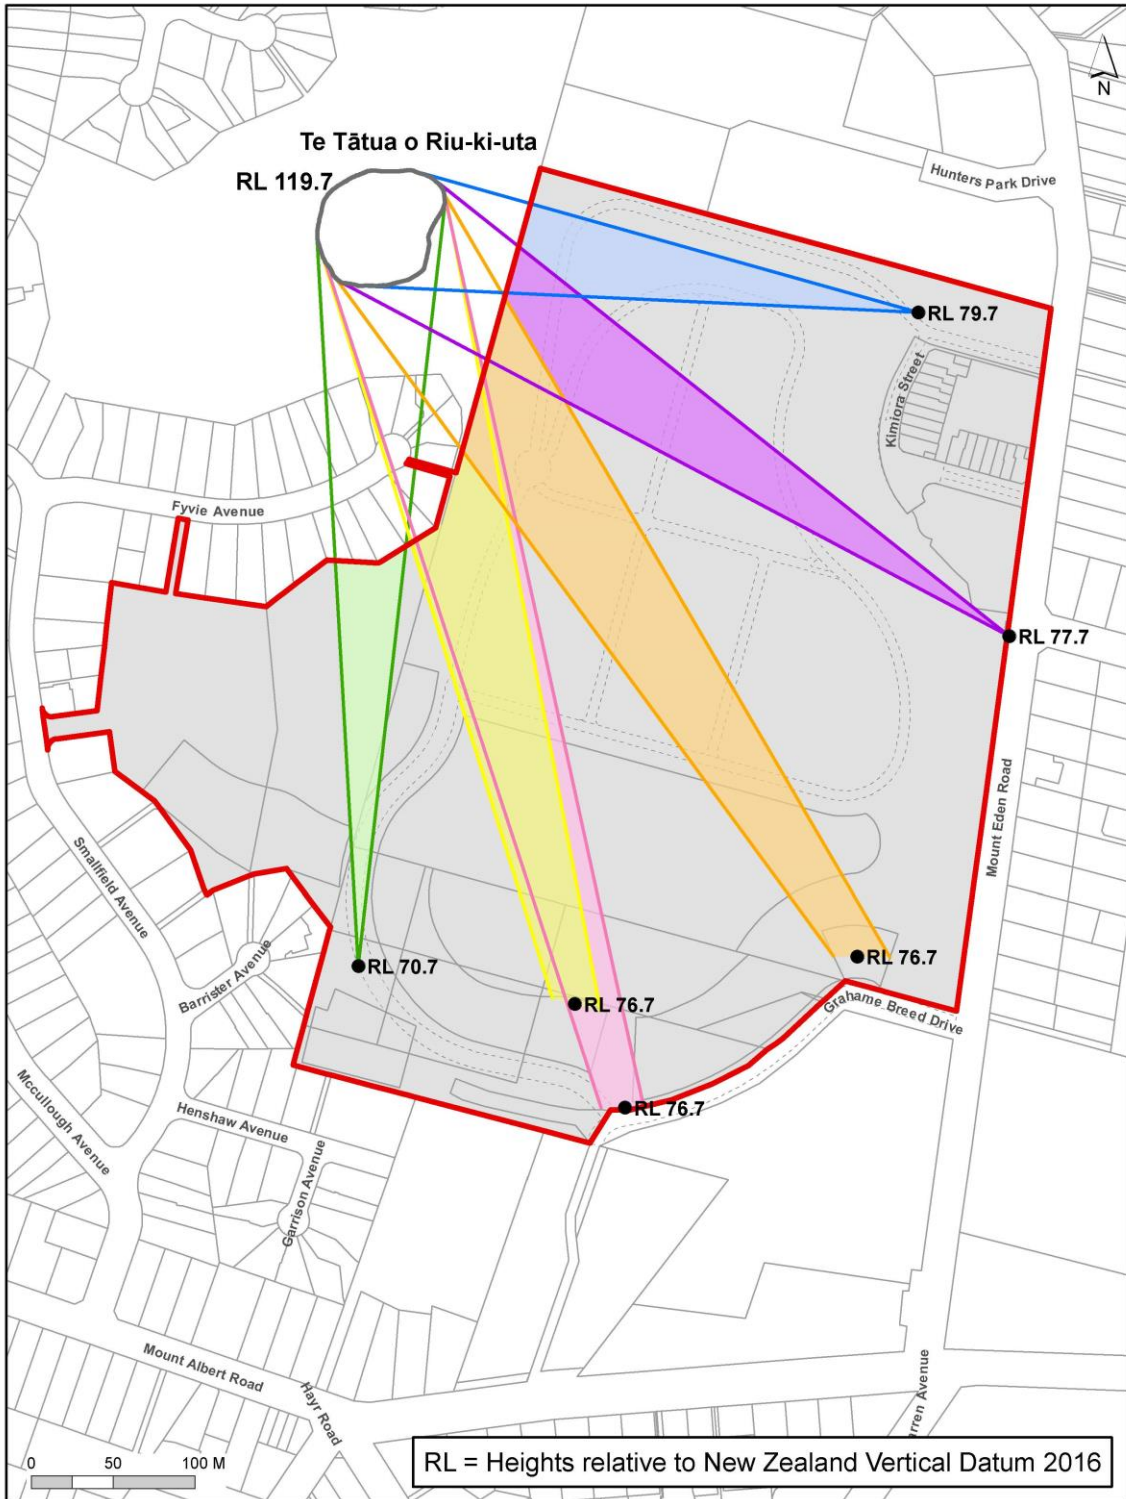 N
Te Tātua o Riu-ki-uta
RL 119.7
Hunters Park Drive
RL 79.7
Kimiora Street
Fyvie Avenue
RL 77.7
Mount Eden Road
Smallfield Avenue
RL 70.7
RL 76.7
RL 76.7
Barrister Avenue
Grahame Breed Drive
Mccullough Avenue
RL 76.7
Henshaw Avenue
Garrison Avenue
Mount Albert Road
Hayr Road
arren Avenue
0 50 100 M
RL = Heights relative to New Zealand Vertical Datum 2016